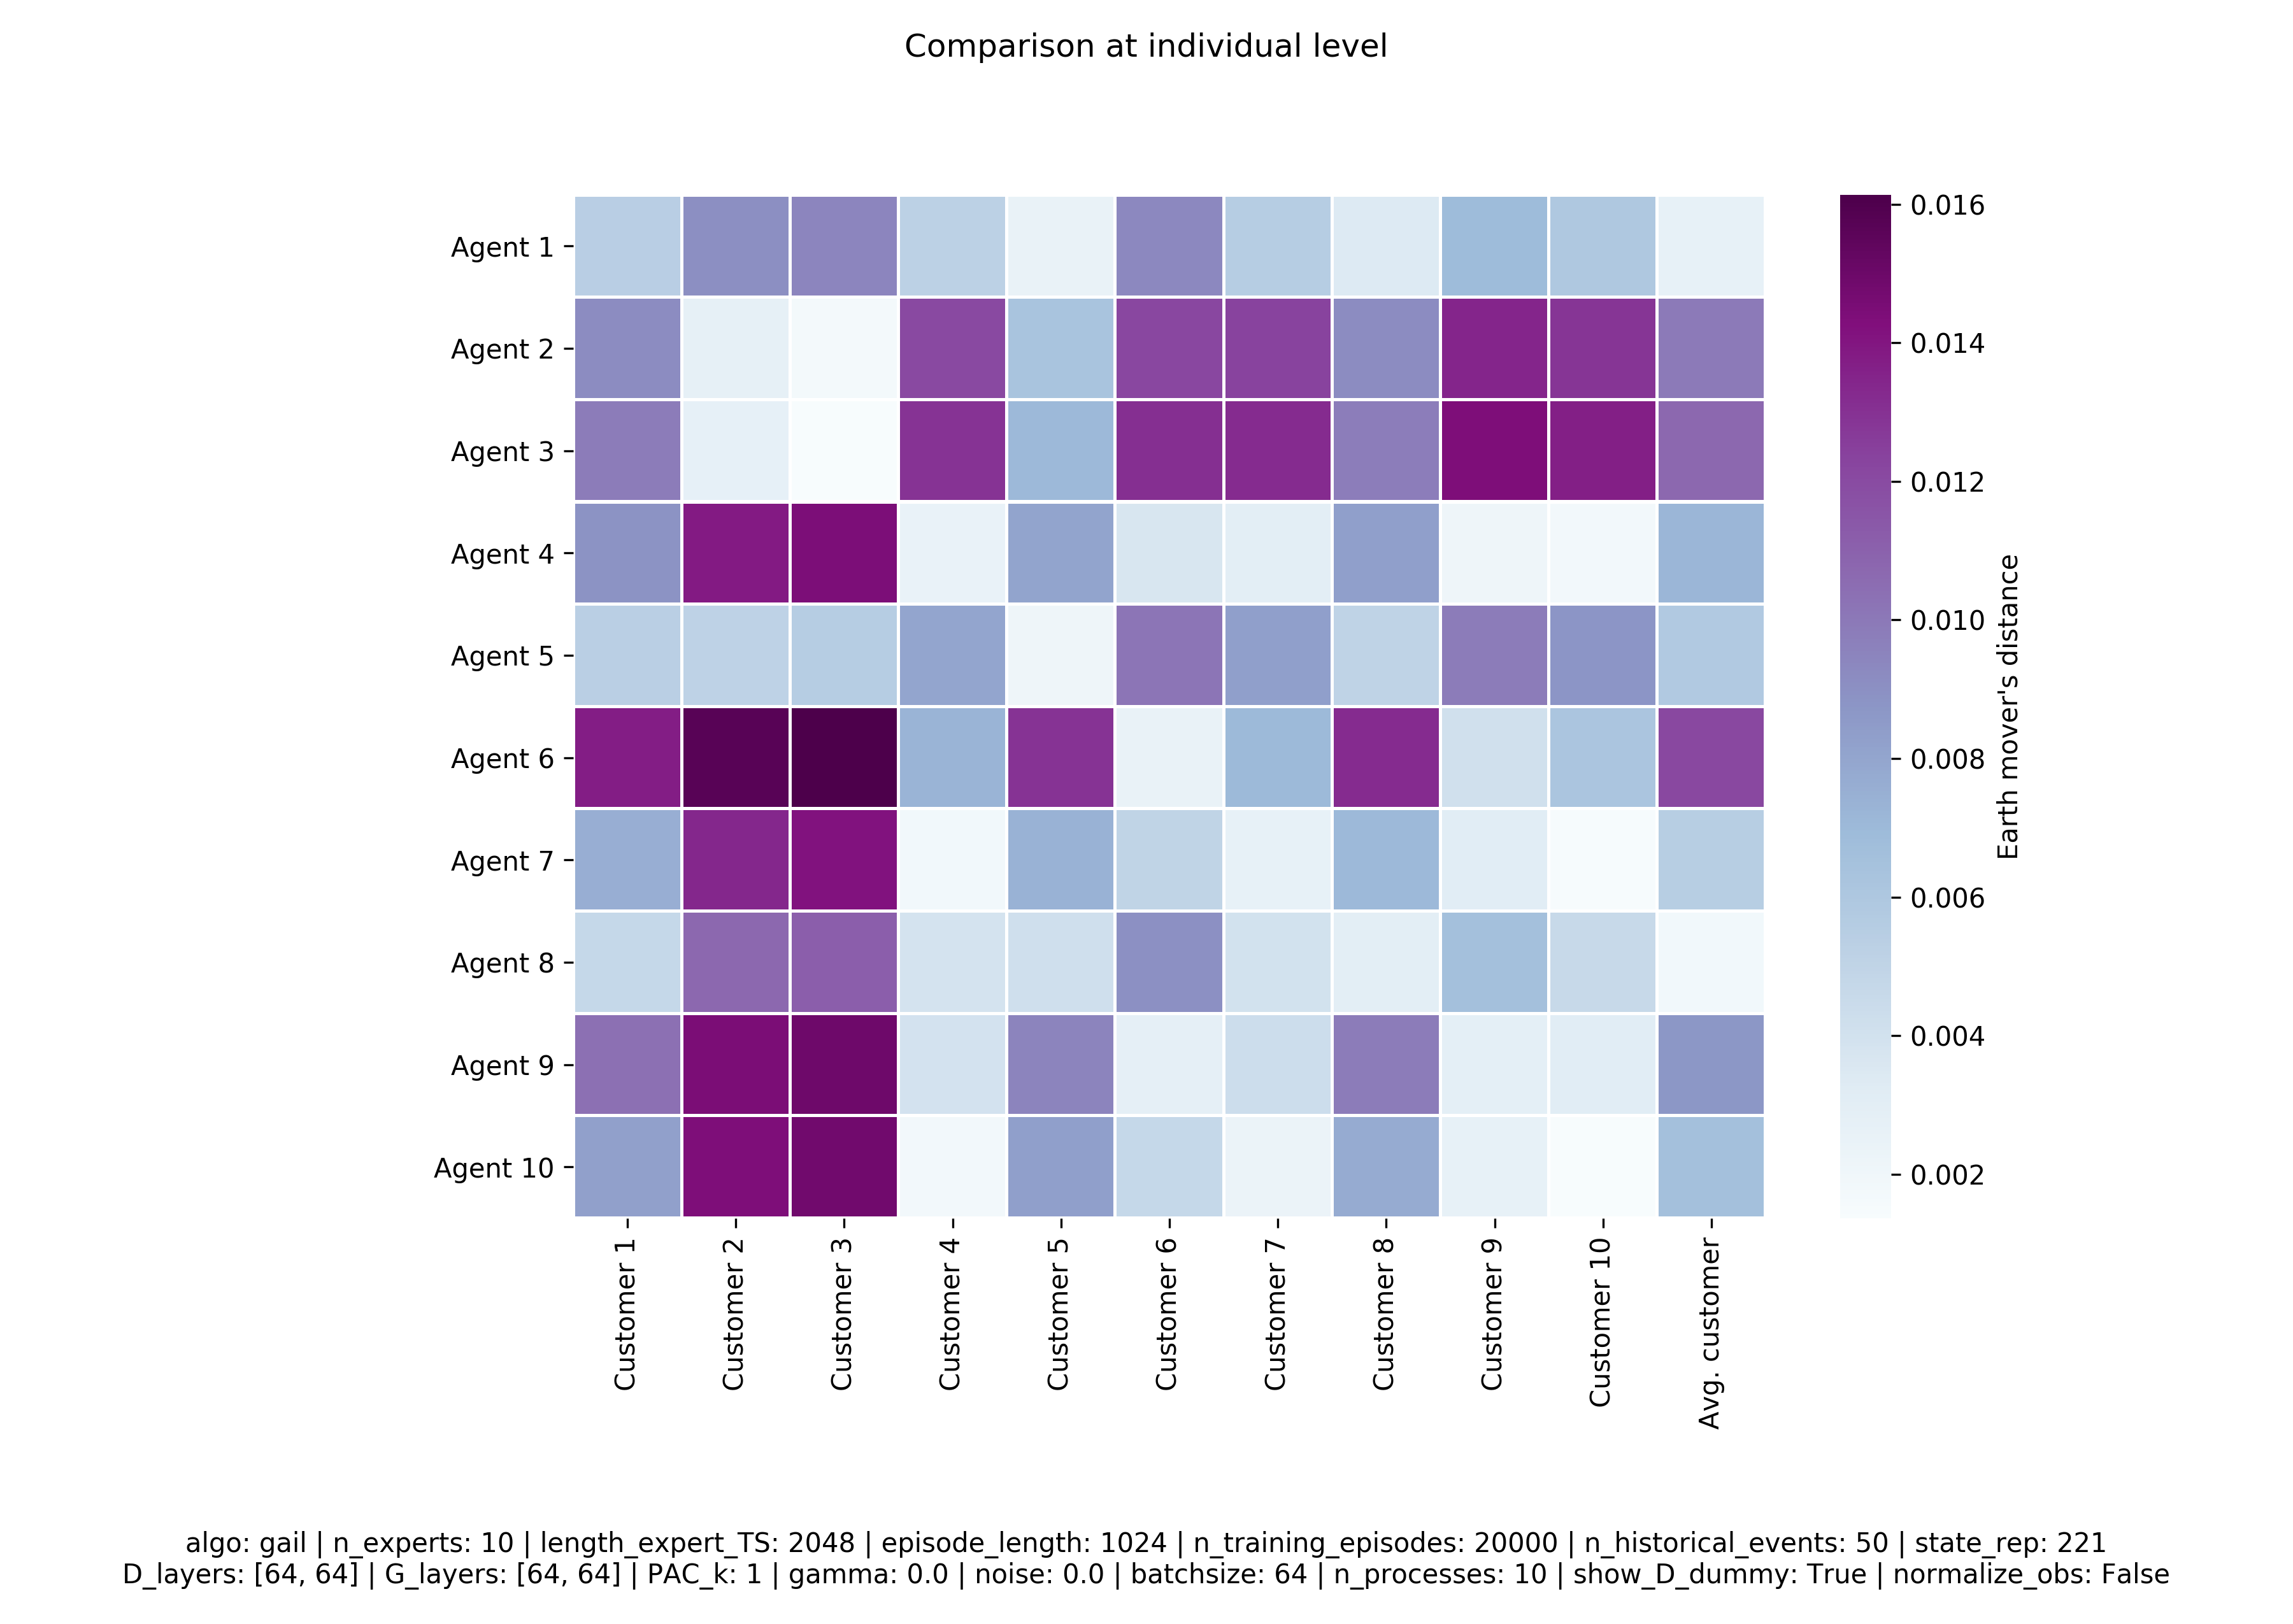 Comparison at individual level
Agent 1
Agent 2
Agent 3
Agent 4
Agent 5
Agent 6
Agent 7
Agent 8
Agent 9
Agent 10
Customer 1
Customer 2
Customer 3
Customer 4
Customer 5
Customer 6
Customer 7
Customer 8
Customer 9
Customer 10
Avg. customer
0.016
0.014
0.012
0.010
0.008
0.006
0.004
0.002
Earth mover's distance
algo: gail | n_experts: 10 | length_expert_TS: 2048 | episode_length: 1024 | n_training_episodes: 20000 | n_historical_events: 50 | state_rep: 221
D_layers: [64, 64] | G_layers: [64, 64] | PAC_k: 1 | gamma: 0.0 | noise: 0.0 | batchsize: 64 | n_processes: 10 | show_D_dummy: True | normalize_obs: False